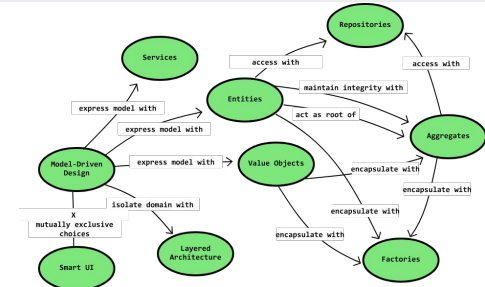 Repositories
Services
access with
access with
maintain integrity with
Entities
express model with
act as root of
express model with
Aggregates
Model-Driven
Design
express model with
Value Objects
encapsulate with
encapsulate with
isolate domain with
encapsulate with
X
mutually exclusive
choices
encapsulate with
Layered
Architecture
Smart UI
Factories